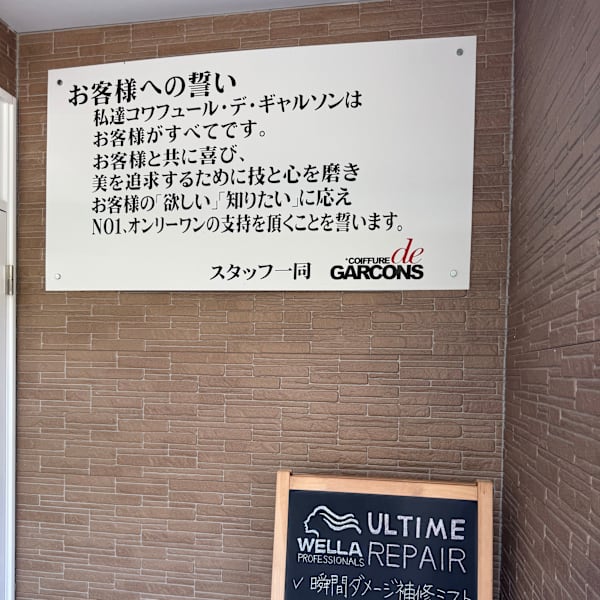 お客様への誓い
私達コワフュール・デ・ギャルソンは
お客様がすべてです。
お客様と共に喜び、
美を追求するために技と心を磨き
お客様の「欲しい」「知りたい」に応え
NO1、オンリーワンの支持を頂くことを誓います。
スタッフ一同
COIFFURE de
GARCONS
WELLA
PROFESSIONALS
ULTIME
REPAIR
✓ 瞬間ダメージ補修ミスト